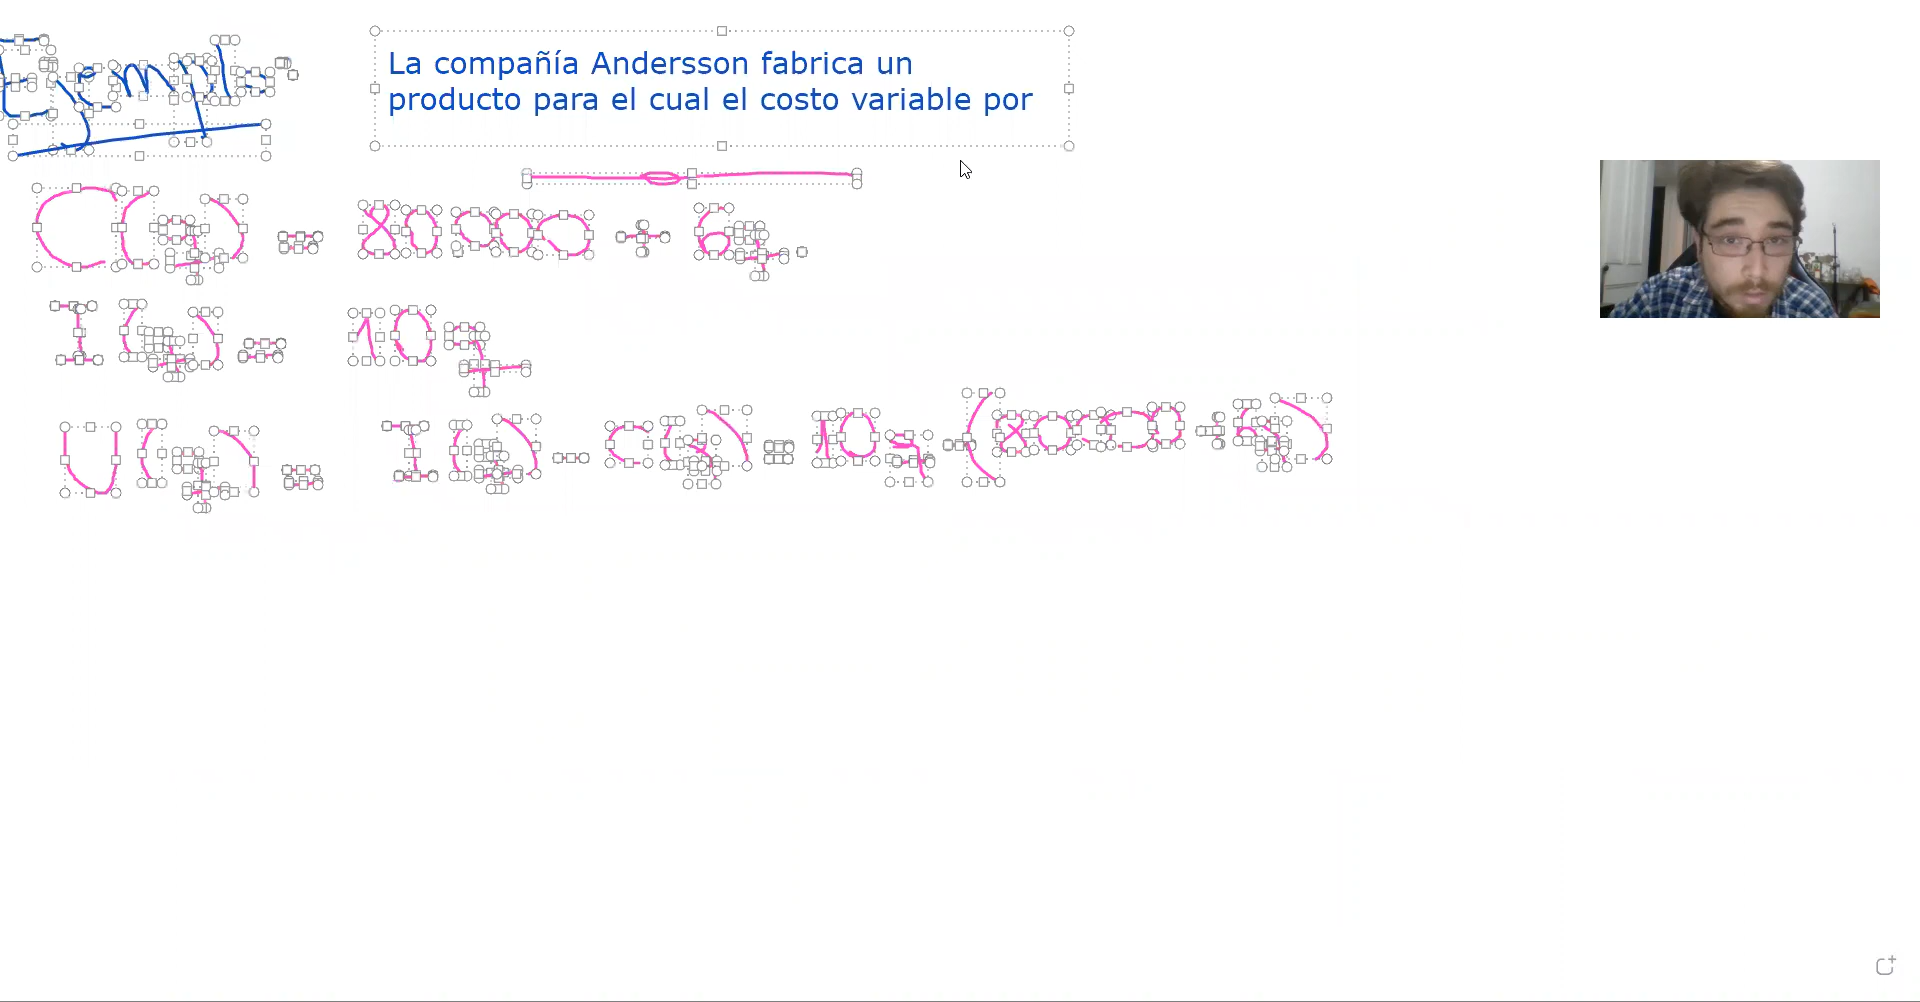 Ejemplo:
La compañía Andersson fabrica un
producto para el cual el costo variable por
C(q) = 80000 + 6q.
I(q) = 10q
U(q) = I(q) - C(q) = 10q - (80000 + 6q)